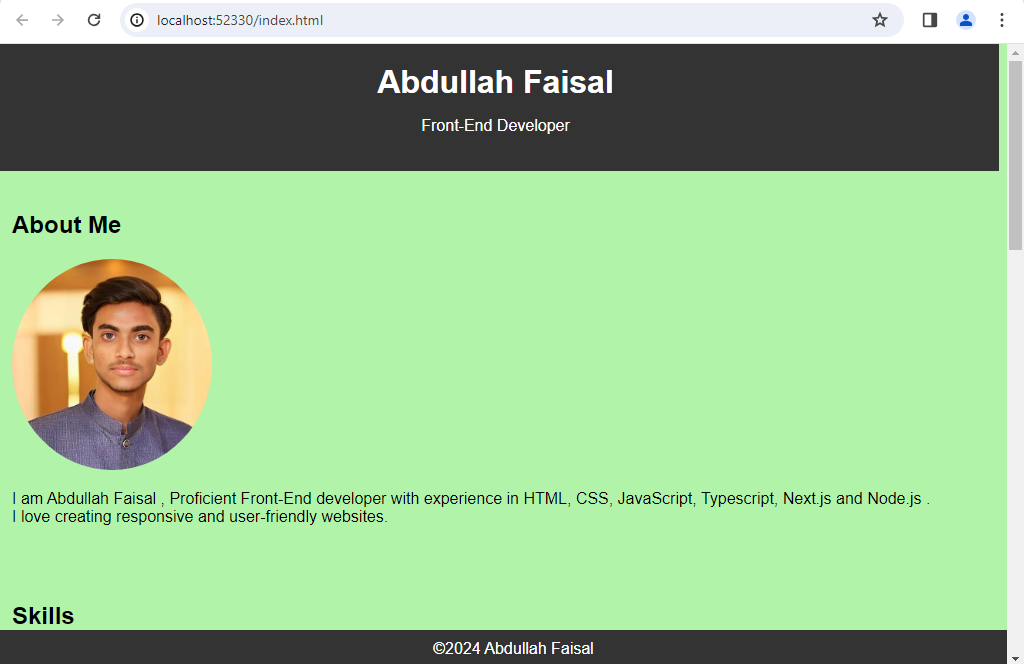 localhost:52330/index.html
Abdullah Faisal
Front-End Developer
About Me
I am Abdullah Faisal , Proficient Front-End developer with experience in HTML, CSS, JavaScript, Typescript, Next.js and Node.js .
I love creating responsive and user-friendly websites.
Skills
©2024 Abdullah Faisal